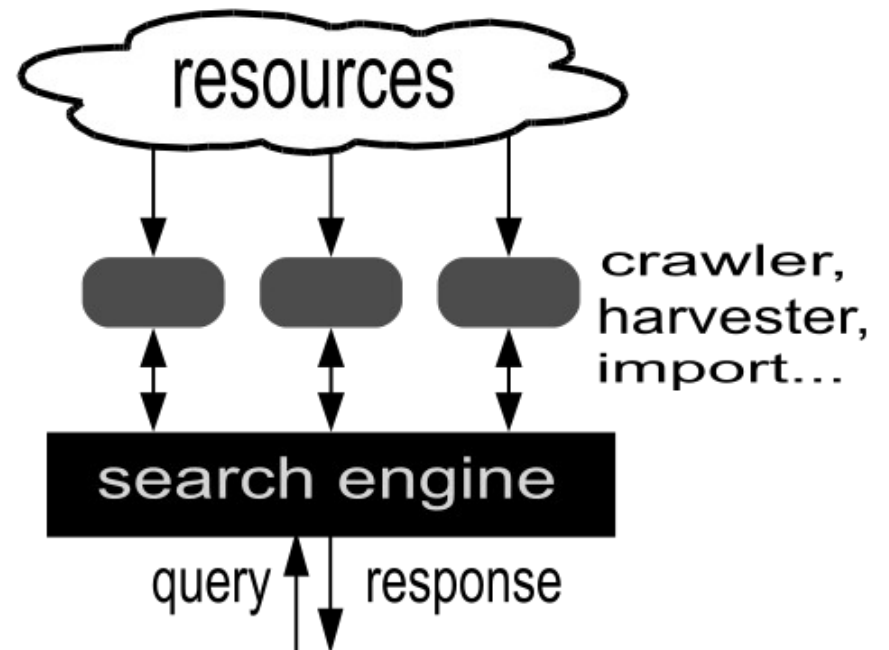 resources
crawler,
harvester,
import...
search engine
query response